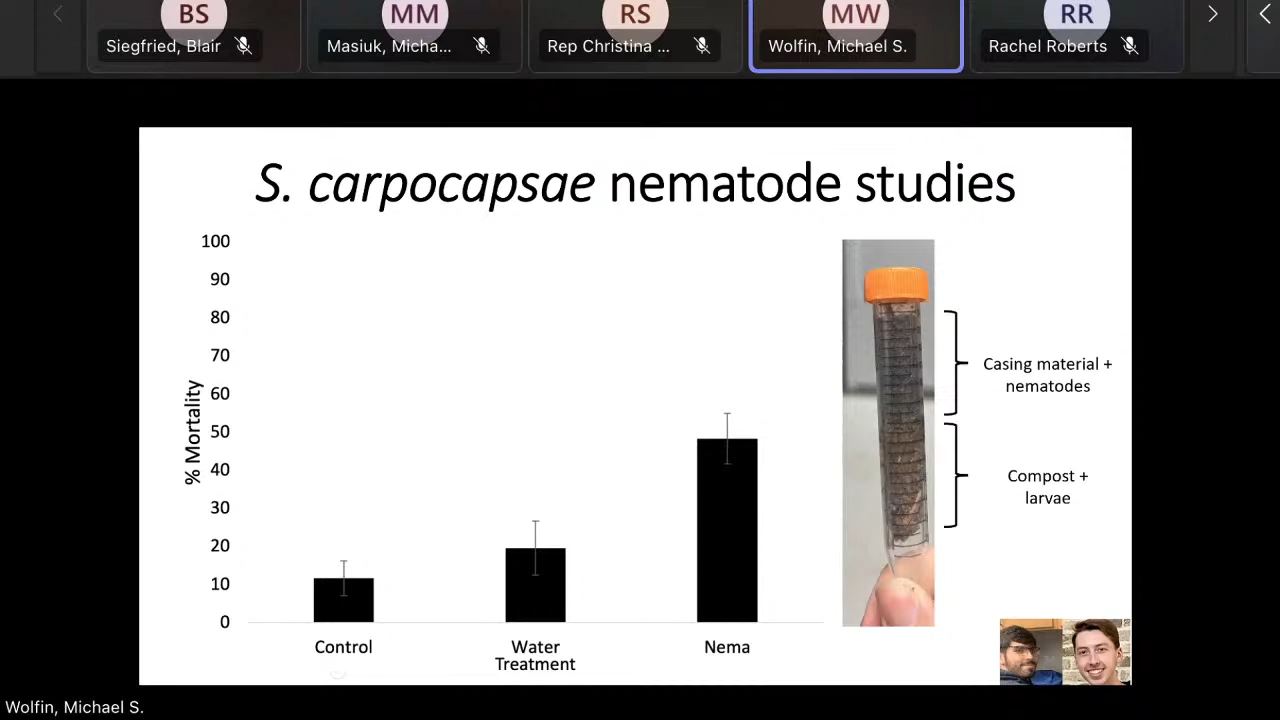 BS
MM
RS
MW
RR
Siegfried, Blair
Masiuk, Micha...
Rep Christina ...
Wolfin, Michael S.
Rachel Roberts
S. carpocapsae nematode studies
100
90
80
70
60
50
40
30
20
10
0
% Mortality
Control
Water
Treatment
Nema
Casing material +
nematodes
Compost +
larvae
Wolfin, Michael S.